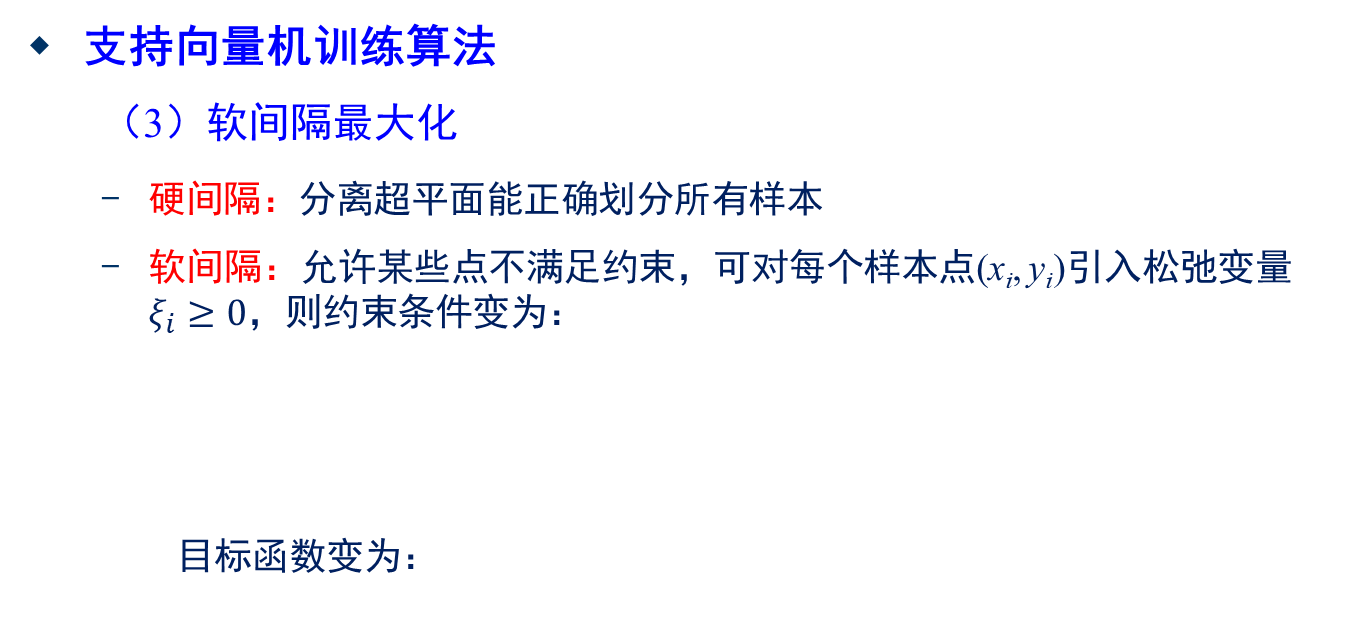 ◆ 支持向量机训练算法
（3）软间隔最大化
− 硬间隔：分离超平面能正确划分所有样本
− 软间隔：允许某些点不满足约束，可对每个样本点(xᵢ, yᵢ)引入松弛变量
ξᵢ ≥ 0，则约束条件变为：
目标函数变为：